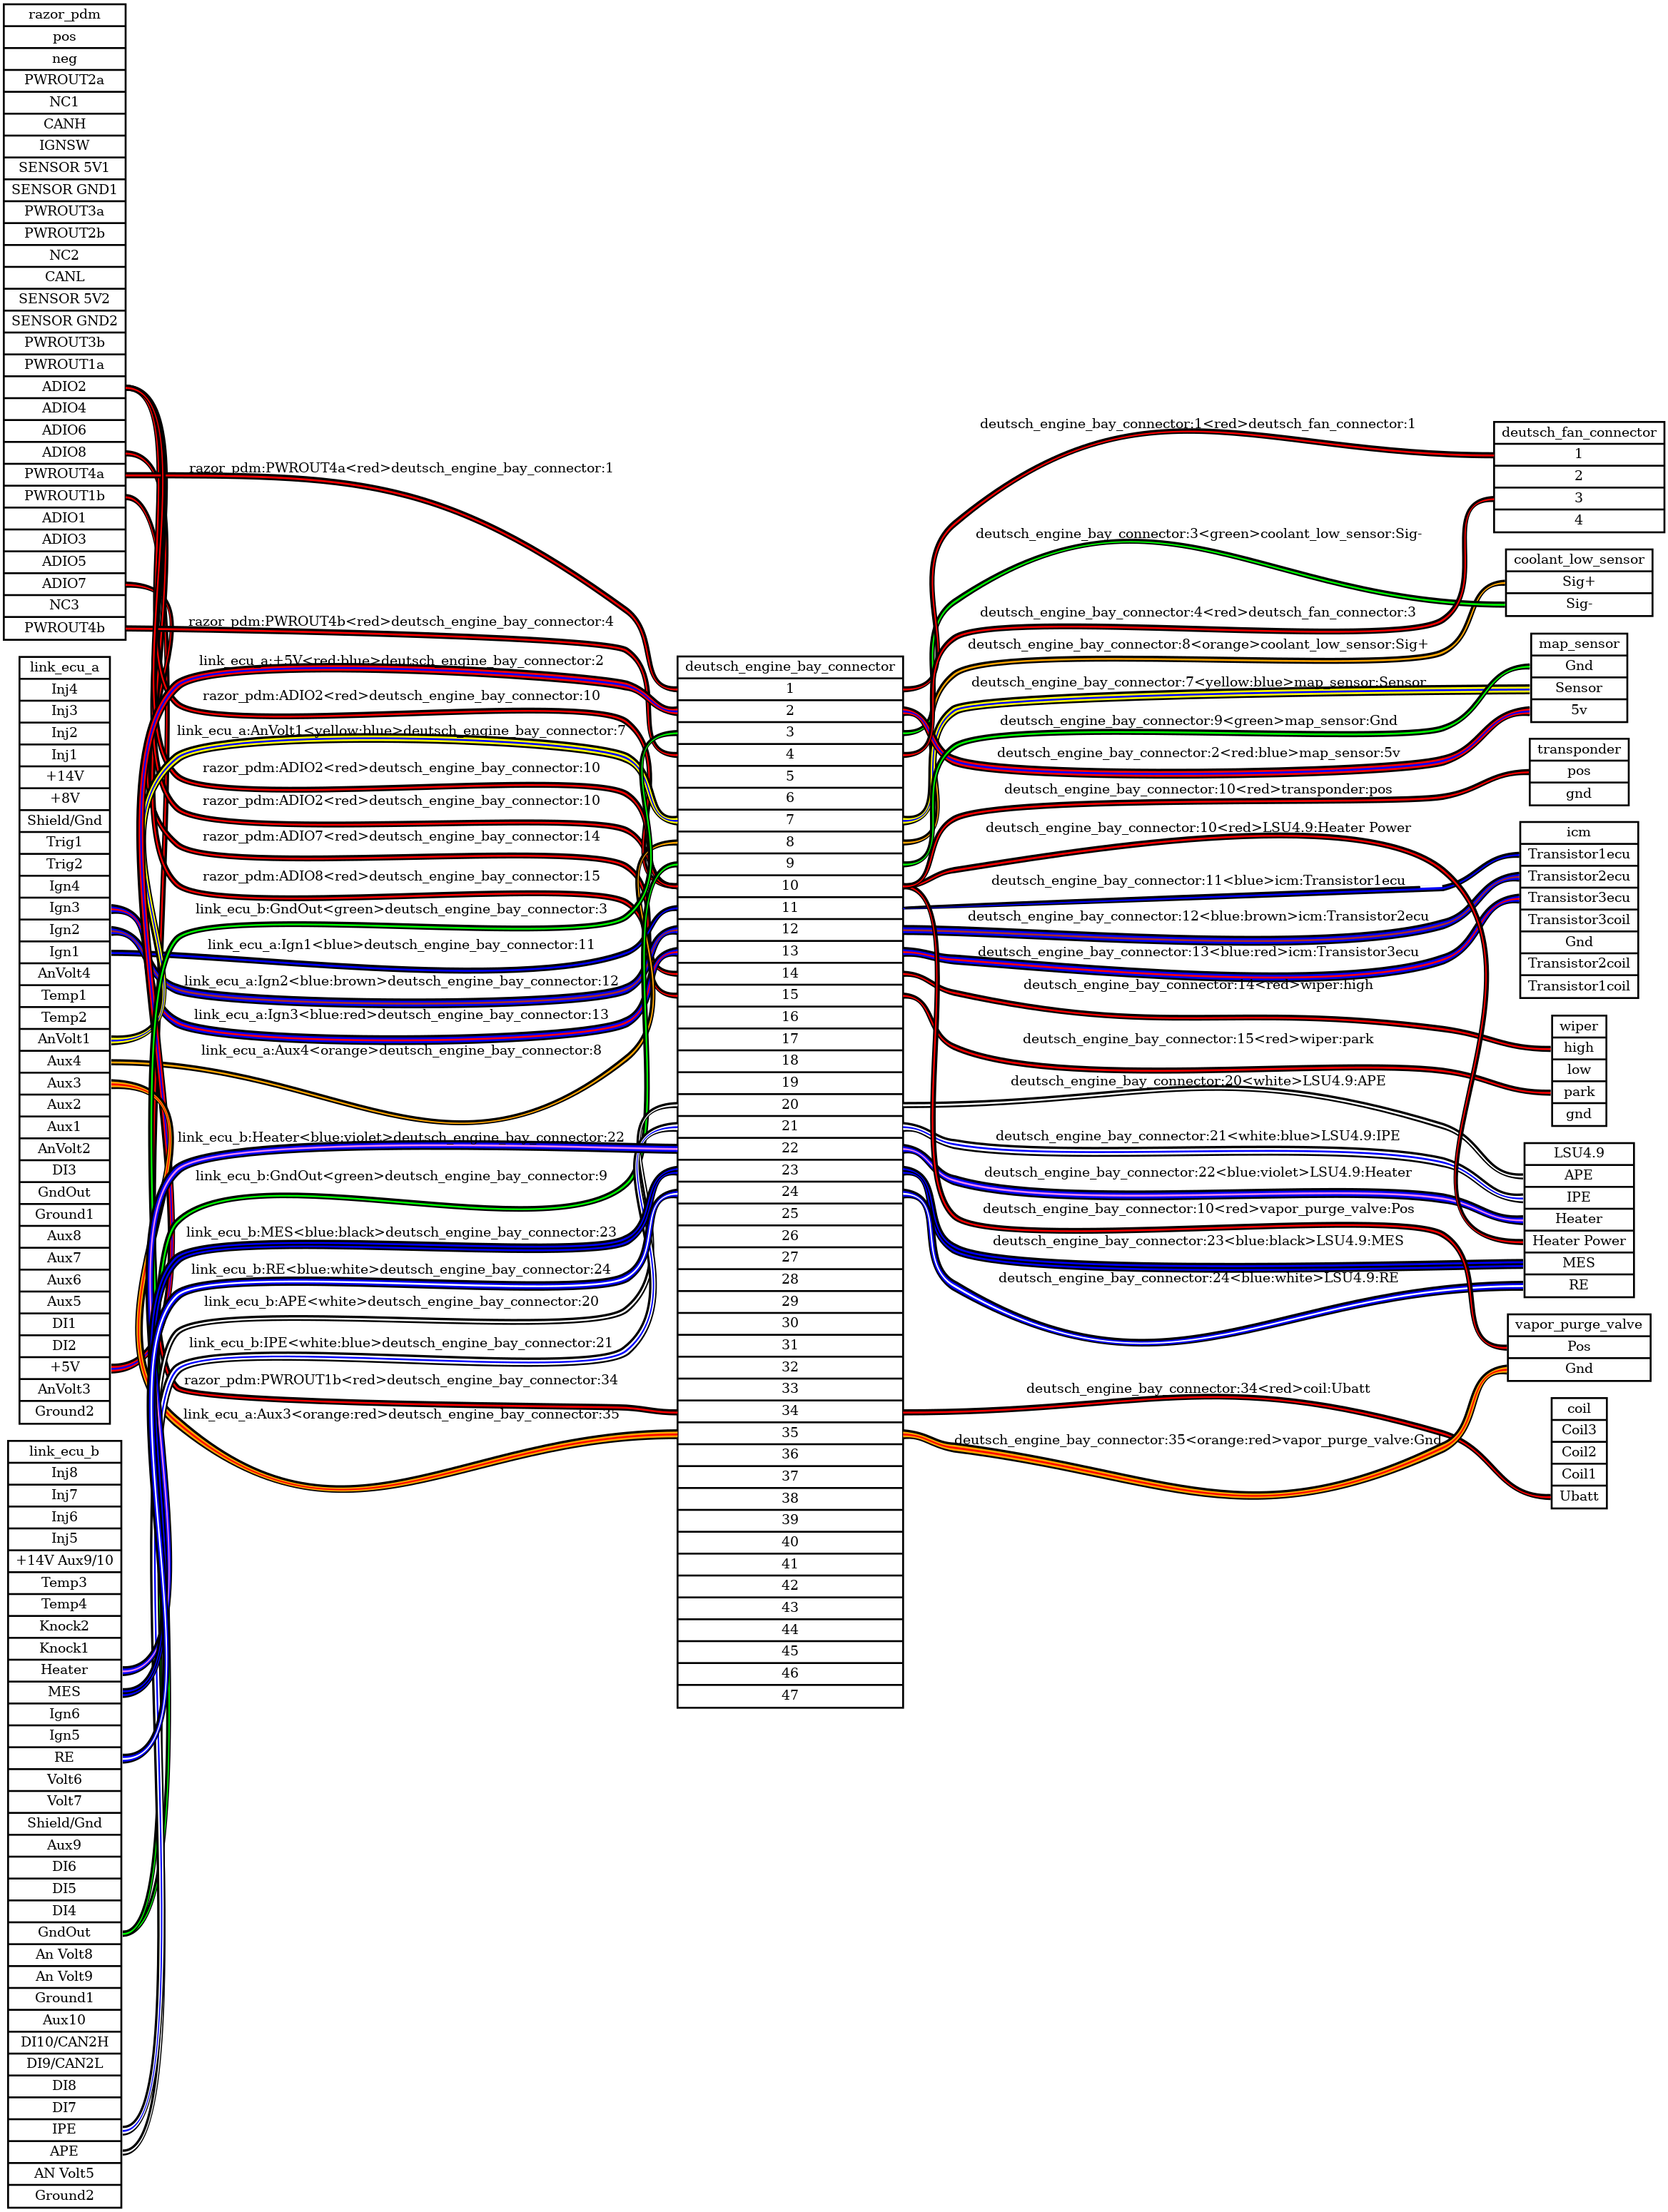 razor_pdm
pos
neg
PWROUT2a
NC1
CANH
IGNSW
SENSOR 5V1
SENSOR GND1
PWROUT3a
PWROUT2b
NC2
CANL
SENSOR 5V2
SENSOR GND2
PWROUT3b
PWROUT1a
ADIO2
ADIO4
ADIO6
ADIO8
PWROUT4a
PWROUT1b
ADIO1
ADIO3
ADIO5
ADIO7
NC3
PWROUT4b
link_ecu_a
Inj4
Inj3
Inj2
Inj1
+14V
+8V
Shield/Gnd
Trig1
Trig2
Ign4
Ign3
Ign2
Ign1
AnVolt4
Temp1
Temp2
AnVolt1
Aux4
Aux3
Aux2
Aux1
AnVolt2
DI3
GndOut
Ground1
Aux8
Aux7
Aux6
Aux5
DI1
DI2
+5V
AnVolt3
Ground2
link_ecu_b
Inj8
Inj7
Inj6
Inj5
+14V Aux9/10
Temp3
Temp4
Knock2
Knock1
Heater
MES
Ign6
Ign5
RE
Volt6
Volt7
Shield/Gnd
Aux9
DI6
DI5
DI4
GndOut
An Volt8
An Volt9
Ground1
Aux10
DI10/CAN2H
DI9/CAN2L
DI8
DI7
IPE
APE
AN Volt5
Ground2
razor_pdm:PWROUT4a<red>deutsch_engine_bay_connector:1
razor_pdm:PWROUT4b<red>deutsch_engine_bay_connector:4
link_ecu_a:+5V<red:blue>deutsch_engine_bay_connector:2
razor_pdm:ADIO2<red>deutsch_engine_bay_connector:10
link_ecu_a:AnVolt1<yellow:blue>deutsch_engine_bay_connector:7
razor_pdm:ADIO2<red>deutsch_engine_bay_connector:10
razor_pdm:ADIO2<red>deutsch_engine_bay_connector:10
razor_pdm:ADIO7<red>deutsch_engine_bay_connector:14
razor_pdm:ADIO8<red>deutsch_engine_bay_connector:15
link_ecu_b:GndOut<green>deutsch_engine_bay_connector:3
link_ecu_a:Ign1<blue>deutsch_engine_bay_connector:11
link_ecu_a:Ign2<blue:brown>deutsch_engine_bay_connector:12
link_ecu_a:Ign3<blue:red>deutsch_engine_bay_connector:13
link_ecu_a:Aux4<orange>deutsch_engine_bay_connector:8
link_ecu_b:Heater<blue:violet>deutsch_engine_bay_connector:22
link_ecu_b:GndOut<green>deutsch_engine_bay_connector:9
link_ecu_b:MES<blue:black>deutsch_engine_bay_connector:23
link_ecu_b:RE<blue:white>deutsch_engine_bay_connector:24
link_ecu_b:APE<white>deutsch_engine_bay_connector:20
link_ecu_b:IPE<white:blue>deutsch_engine_bay_connector:21
razor_pdm:PWROUT1b<red>deutsch_engine_bay_connector:34
link_ecu_a:Aux3<orange:red>deutsch_engine_bay_connector:35
deutsch_engine_bay_connector
1
2
3
4
5
6
7
8
9
10
11
12
13
14
15
16
17
18
19
20
21
22
23
24
25
26
27
28
29
30
31
32
33
34
35
36
37
38
39
40
41
42
43
44
45
46
47
deutsch_engine_bay_connector:1<red>deutsch_fan_connector:1
deutsch_engine_bay_connector:3<green>coolant_low_sensor:Sig-
deutsch_engine_bay_connector:4<red>deutsch_fan_connector:3
deutsch_engine_bay_connector:8<orange>coolant_low_sensor:Sig+
deutsch_engine_bay_connector:7<yellow:blue>map_sensor:Sensor
deutsch_engine_bay_connector:9<green>map_sensor:Gnd
deutsch_engine_bay_connector:2<red:blue>map_sensor:5v
deutsch_engine_bay_connector:10<red>transponder:pos
deutsch_engine_bay_connector:10<red>LSU4.9:Heater Power
deutsch_engine_bay_connector:11<blue>icm:Transistor1ecu
deutsch_engine_bay_connector:12<blue:brown>icm:Transistor2ecu
deutsch_engine_bay_connector:13<blue:red>icm:Transistor3ecu
deutsch_engine_bay_connector:14<red>wiper:high
deutsch_engine_bay_connector:15<red>wiper:park
deutsch_engine_bay_connector:20<white>LSU4.9:APE
deutsch_engine_bay_connector:21<white:blue>LSU4.9:IPE
deutsch_engine_bay_connector:22<blue:violet>LSU4.9:Heater
deutsch_engine_bay_connector:10<red>vapor_purge_valve:Pos
deutsch_engine_bay_connector:23<blue:black>LSU4.9:MES
deutsch_engine_bay_connector:24<blue:white>LSU4.9:RE
deutsch_engine_bay_connector:34<red>coil:Ubatt
deutsch_engine_bay_connector:35<orange:red>vapor_purge_valve:Gnd
deutsch_fan_connector
1
2
3
4
coolant_low_sensor
Sig+
Sig-
map_sensor
Gnd
Sensor
5v
transponder
pos
gnd
icm
Transistor1ecu
Transistor2ecu
Transistor3ecu
Transistor3coil
Gnd
Transistor2coil
Transistor1coil
wiper
high
low
park
gnd
LSU4.9
APE
IPE
Heater
Heater Power
MES
RE
vapor_purge_valve
Pos
Gnd
coil
Coil3
Coil2
Coil1
Ubatt